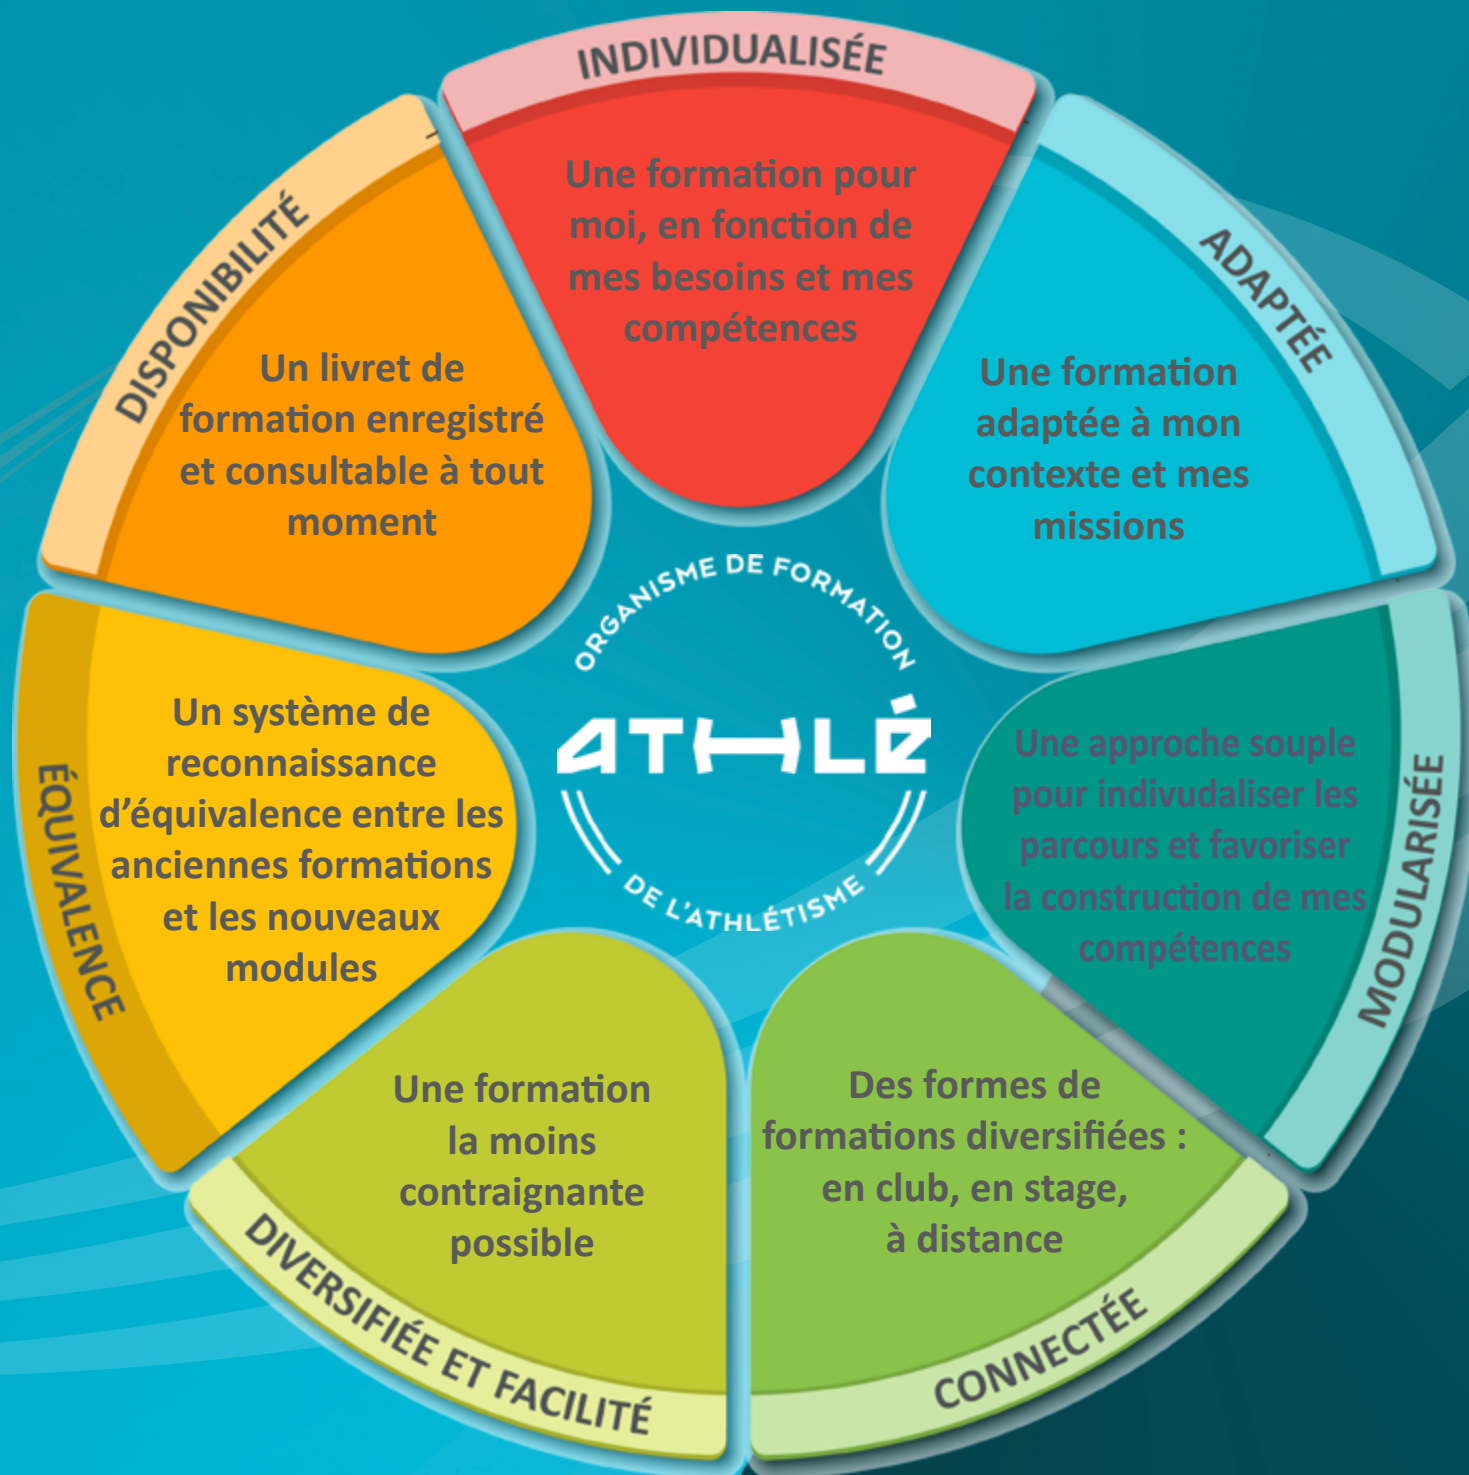 INDIVIDUALISÉE
Une formation pour
moi, en fonction de
mes besoins et mes
compétences
ADAPTÉE
Une formation
adaptée à mon
contexte et mes
missions
MODULARISÉE
Une approche souple
pour indivudaliser les
parcours et favoriser
la construction de mes
compétences
CONNECTÉE
Des formes de
formations diversifiées :
en club, en stage,
à distance
DIVERSIFIÉE ET FACILITÉ
Une formation
la moins
contraignante
possible
ÉQUIVALENCE
Un système de
reconnaissance
d’équivalence entre les
anciennes formations
et les nouveaux
modules
DISPONIBILITÉ
Un livret de
formation enregistré
et consultable à tout
moment
ORGANISME DE FORMATION
ATHLÉ
DE L'ATHLÉTISME